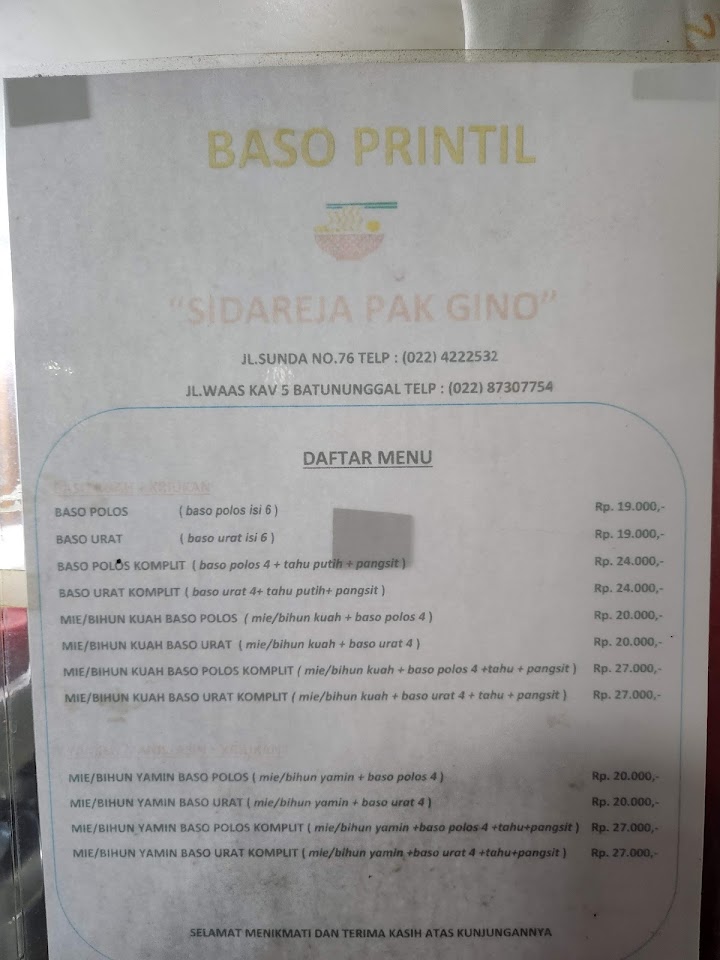 BASO PRINTIL
"SIDAREJA PAK GINO"
JL.SUNDA NO.76 TELP : (022) 4222532
JL.WAAS KAV 5 BATUNUNGGAL TELP : (022) 87307754
DAFTAR MENU
BASO KUAH + KRIUKAN
BASO POLOS ( baso polos isi 6 ) Rp. 19.000,-
BASO URAT ( baso urat isi 6 ) Rp. 19.000,-
BASO POLOS KOMPLIT ( baso polos 4 + tahu putih + pangsit ) Rp. 24.000,-
BASO URAT KOMPLIT ( baso urat 4+ tahu putih+ pangsit ) Rp. 24.000,-
MIE/BIHUN KUAH BASO POLOS ( mie/bihun kuah + baso polos 4 ) Rp. 20.000,-
MIE/BIHUN KUAH BASO URAT ( mie/bihun kuah + baso urat 4 ) Rp. 20.000,-
MIE/BIHUN KUAH BASO POLOS KOMPLIT ( mie/bihun kuah + baso polos 4 +tahu + pangsit ) Rp. 27.000,-
MIE/BIHUN KUAH BASO URAT KOMPLIT ( mie/bihun kuah + baso urat 4 + tahu + pangsit ) Rp. 27.000,-
YAMIEN + KRIUKAN
MIE/BIHUN YAMIN BASO POLOS ( mie/bihun yamin + baso polos 4 ) Rp. 20.000,-
MIE/BIHUN YAMIN BASO URAT ( mie/bihun yamin + baso urat 4 ) Rp. 20.000,-
MIE/BIHUN YAMIN BASO POLOS KOMPLIT ( mie/bihun yamin +baso polos 4 +tahu+pangsit ) Rp. 27.000,-
MIE/BIHUN YAMIN BASO URAT KOMPLIT ( mie/bihun yamin +baso urat 4 +tahu+pangsit ) Rp. 27.000,-
SELAMAT MENIKMATI DAN TERIMA KASIH ATAS KUNJUNGANNYA